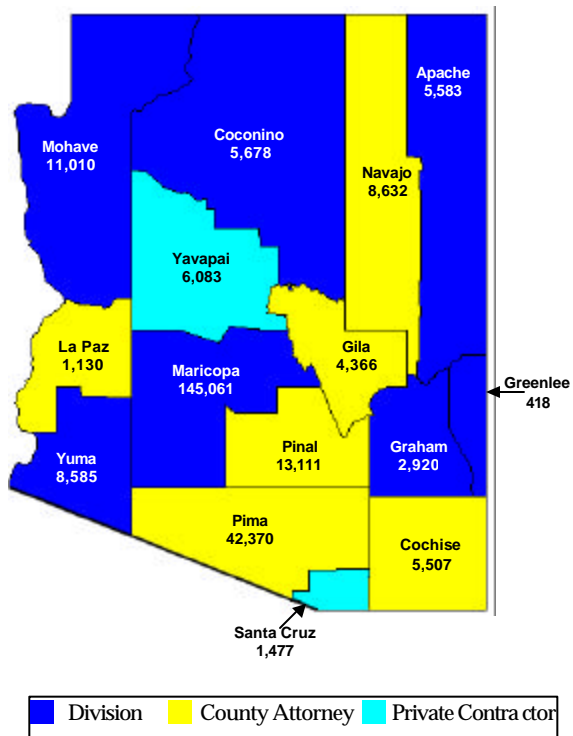 Apache
5,583
Mohave
11,010
Coconino
5,678
Navajo
8,632
Yavapai
6,083
La Paz
1,130
Gila
4,366
Maricopa
145,061
Greenlee
418
Yuma
8,585
Pinal
13,111
Graham
2,920
Pima
42,370
Cochise
5,507
Santa Cruz
1,477
Division County Attorney Private Contractor